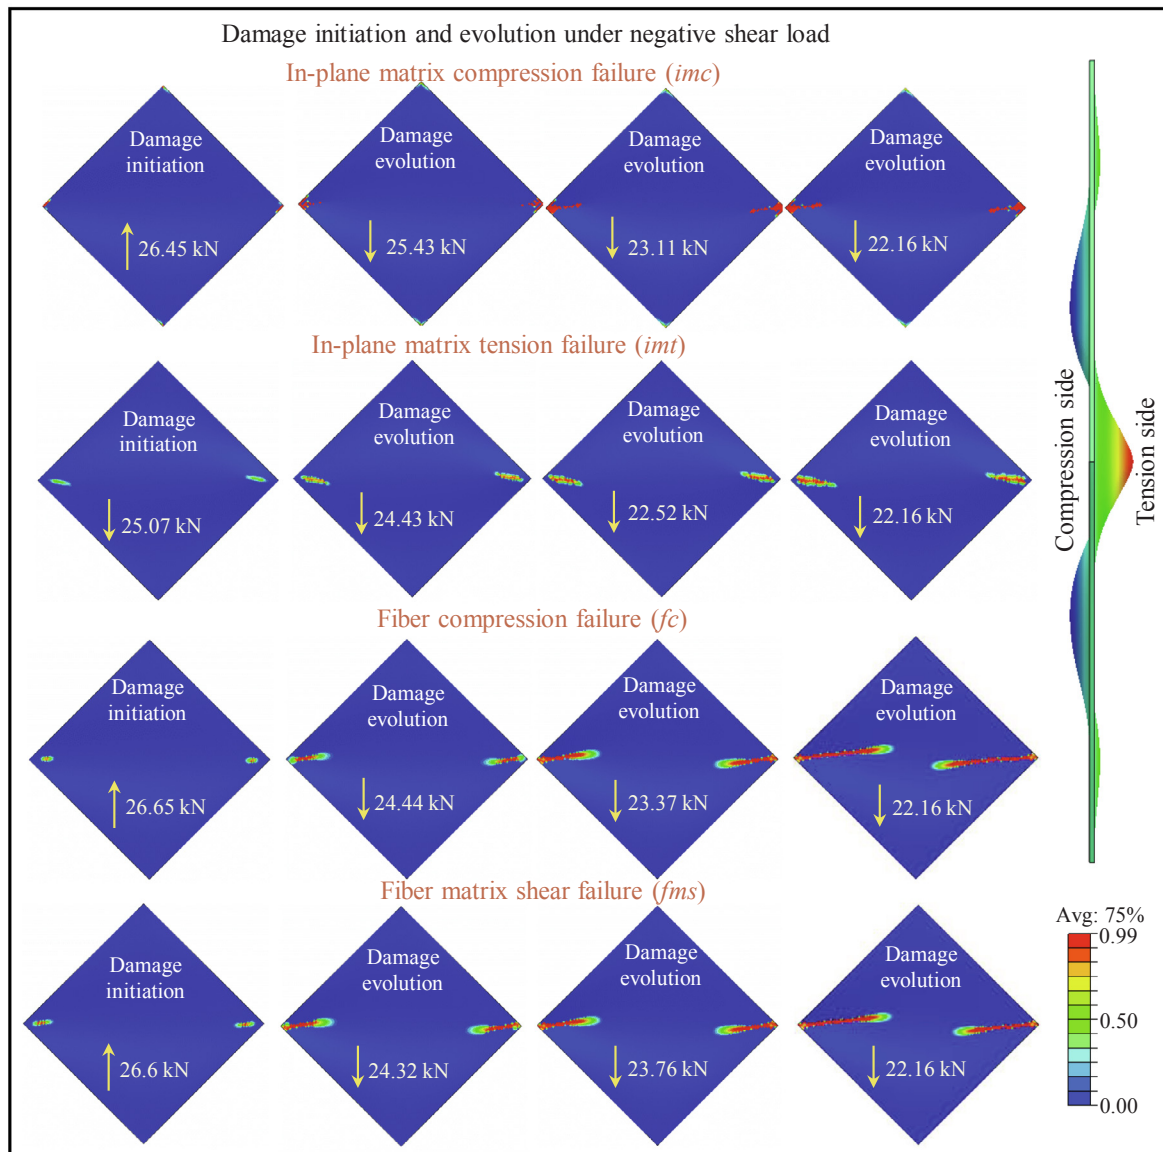 Damage initiation and evolution under negative shear load
In-plane matrix compression failure (imc)
Damage
initiation
26.45 kN
Damage
evolution
25.43 kN
Damage
evolution
23.11 kN
Damage
evolution
22.16 kN
In-plane matrix tension failure (imt)
Damage
initiation
25.07 kN
Damage
evolution
24.43 kN
Damage
evolution
22.52 kN
Damage
evolution
22.16 kN
Fiber compression failure (fc)
Damage
initiation
26.65 kN
Damage
evolution
24.44 kN
Damage
evolution
23.37 kN
Damage
evolution
22.16 kN
Fiber matrix shear failure (fms)
Damage
initiation
26.6 kN
Damage
evolution
24.32 kN
Damage
evolution
23.76 kN
Damage
evolution
22.16 kN
Compression side
Tension side
Avg: 75%
0.99
0.50
0.00